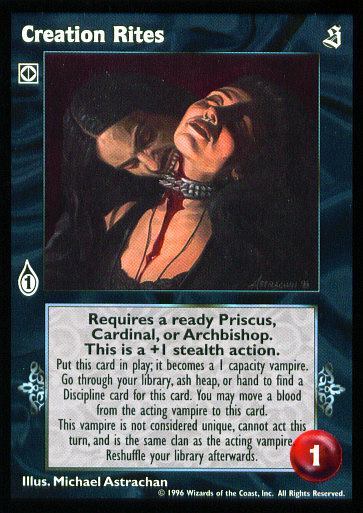 Creation Rites
1
ASTRACHAN '96
Requires a ready Priscus,
Cardinal, or Archbishop.
This is a +1 stealth action.
Put this card in play; it becomes a 1 capacity vampire.
Go through your library, ash heap, or hand to find a
Discipline card for this card. You may move a blood
from the acting vampire to this card.
This vampire is not considered unique, cannot act this
turn, and is the same clan as the acting vampire.
Reshuffle your library afterwards.
1
Illus. Michael Astrachan
© 1996 Wizards of the Coast, Inc. All Rights Reserved.